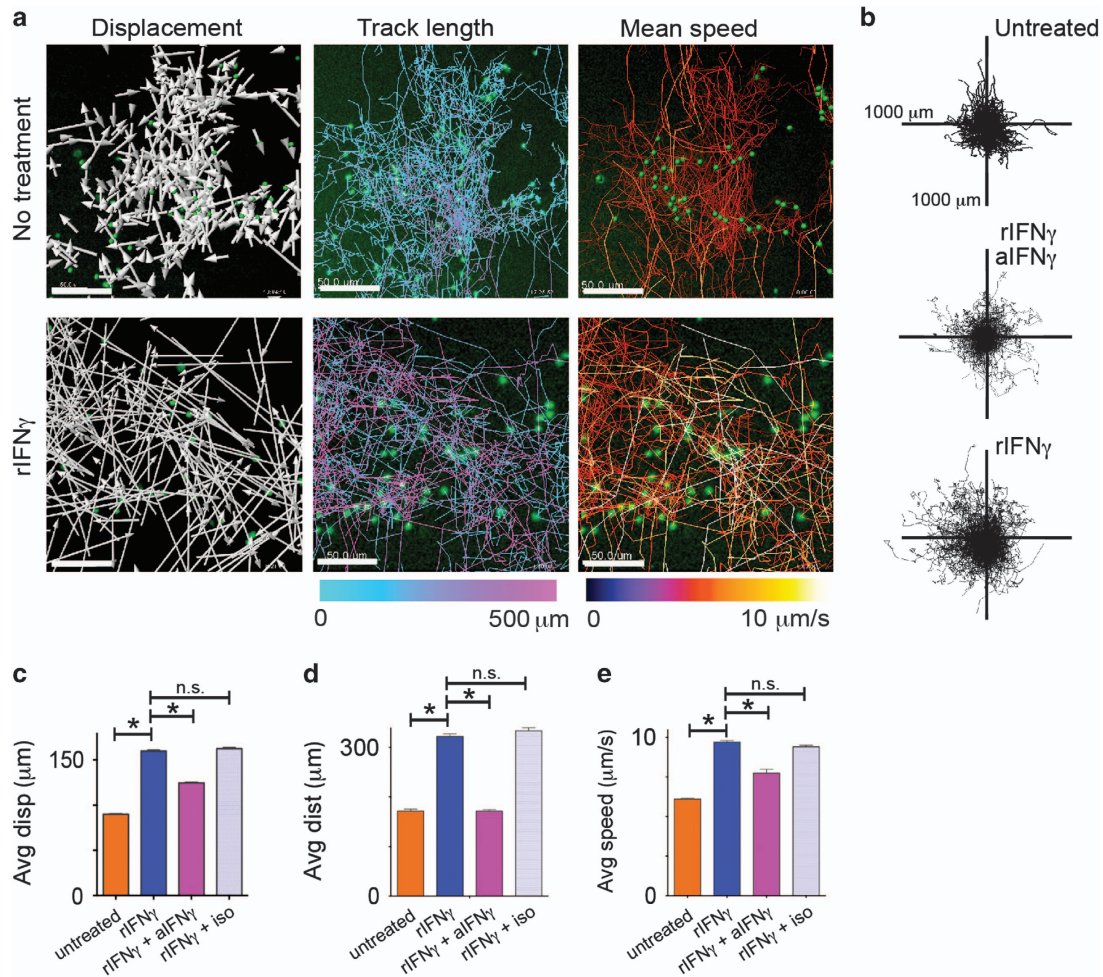 a
Displacement
Track length
Mean speed
No treatment
50.0 µm
50.0 µm
rIFNγ
50.0 µm
50.0 µm
0
500 µm
0
10 µm/s
b
Untreated
1000 µm
1000 µm
rIFNγ
aIFNγ
rIFNγ
c
n.s.
*
*
Avg disp (µm)
150
0
untreated
rIFNγ
rIFNγ + aIFNγ
rIFNγ + iso
d
n.s.
*
*
Avg dist (µm)
300
0
untreated
rIFNγ
rIFNγ + aIFNγ
rIFNγ + iso
e
n.s.
*
*
Avg speed (µm/s)
10
0
untreated
rIFNγ
rIFNγ + aIFNγ
rIFNγ + iso